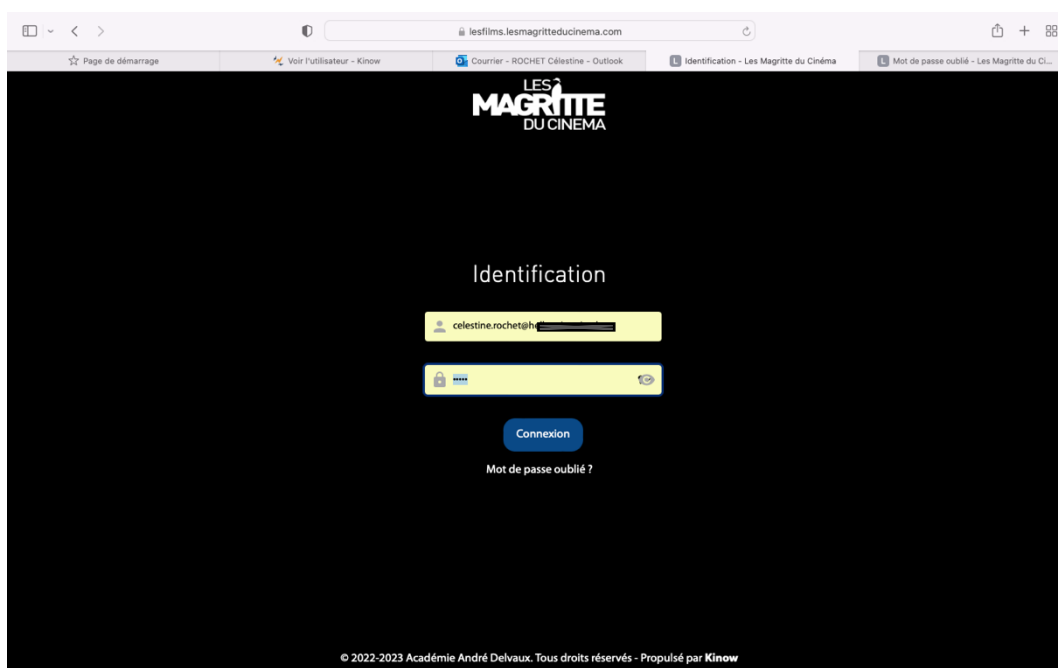 lesfilms.lesmagritteducinema.com
Page de démarrage
Voir l'utilisateur - Kinow
Courrier - ROCHET Célestine - Outlook
L Identification - Les Magritte du Cinéma
L Mot de passe oublié - Les Magritte du Ci...
LES
MAGRITTE
DU CINEMA
Identification
celestine.rochet@he
•••••
Connexion
Mot de passe oublié ?
© 2022-2023 Académie André Delvaux. Tous droits réservés - Propulsé par Kinow